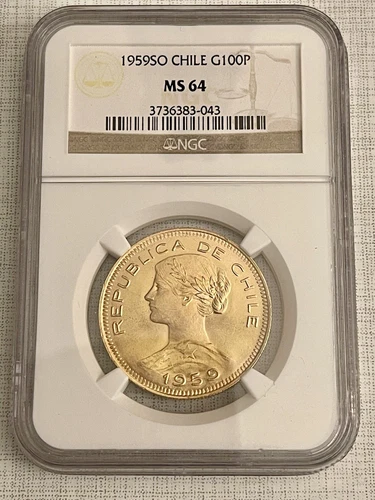 1959SO CHILE G100P
MS 64
3736383-043
NGC
REPUBLICA DE CHILE
1959